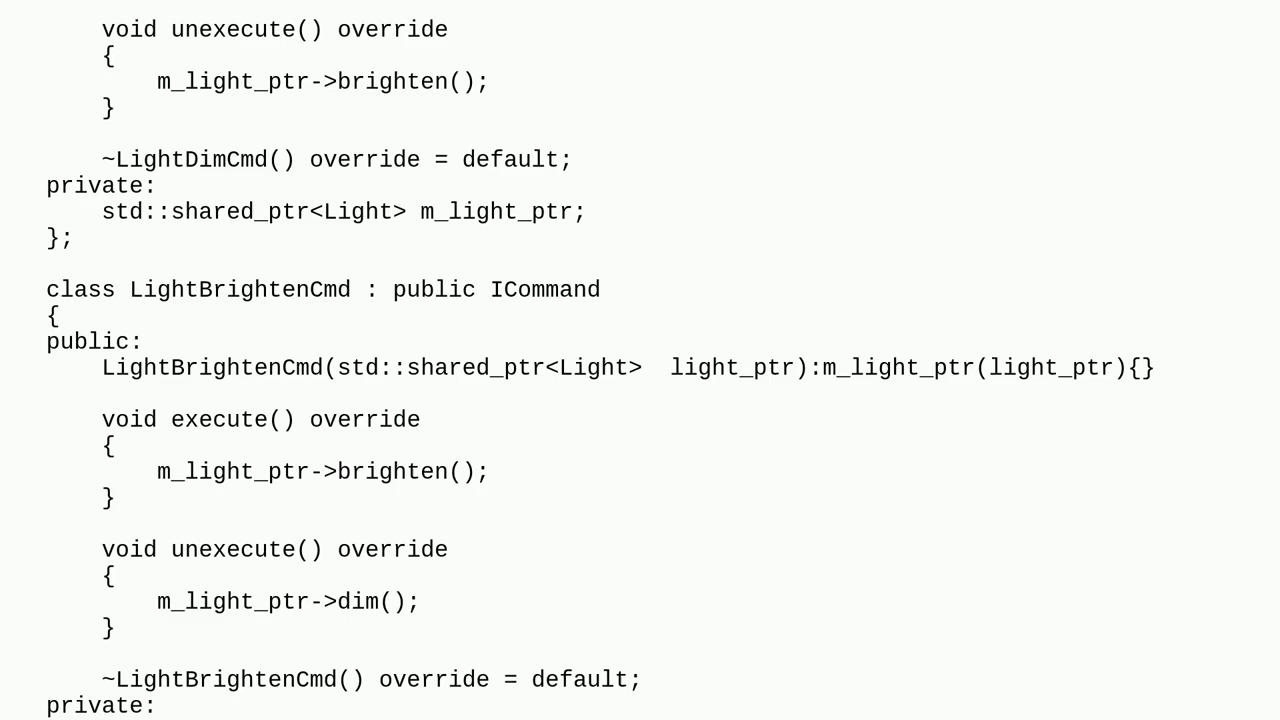 void unexecute() override
    {
        m_light_ptr->brighten();
    }

    ~LightDimCmd() override = default;
private:
    std::shared_ptr<Light> m_light_ptr;
};

class LightBrightenCmd : public ICommand
{
public:
    LightBrightenCmd(std::shared_ptr<Light>  light_ptr):m_light_ptr(light_ptr){}

    void execute() override
    {
        m_light_ptr->brighten();
    }

    void unexecute() override
    {
        m_light_ptr->dim();
    }

    ~LightBrightenCmd() override = default;
private: